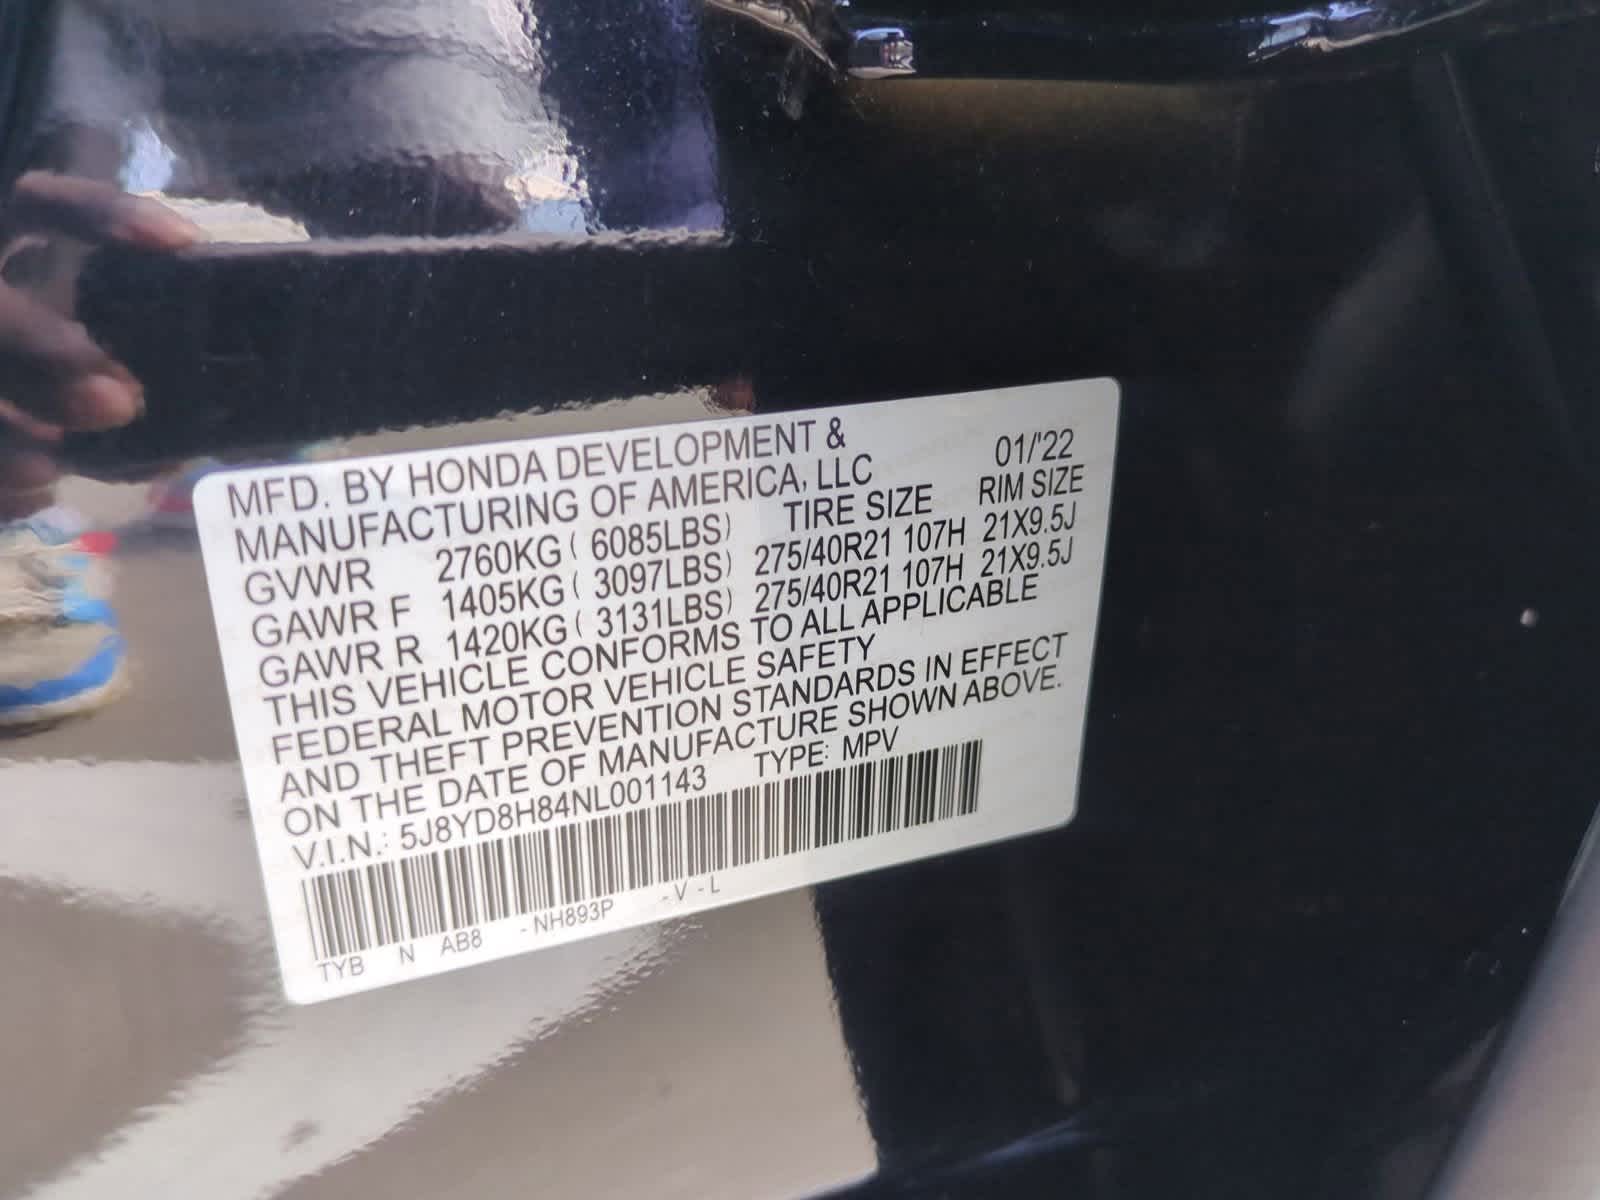 MFD. BY HONDA DEVELOPMENT & 01/'22
MANUFACTURING OF AMERICA, LLC
TIRE SIZE RIM SIZE
GVWR 2760KG ( 6085LBS)
GAWR F 1405KG ( 3097LBS) 275/40R21 107H 21X9.5J
GAWR R 1420KG ( 3131LBS) 275/40R21 107H 21X9.5J
THIS VEHICLE CONFORMS TO ALL APPLICABLE
FEDERAL MOTOR VEHICLE SAFETY
AND THEFT PREVENTION STANDARDS IN EFFECT
ON THE DATE OF MANUFACTURE SHOWN ABOVE.
V.I.N.: 5J8YD8H84NL001143 TYPE: MPV
TYB N AB8 - NH893P - V - L